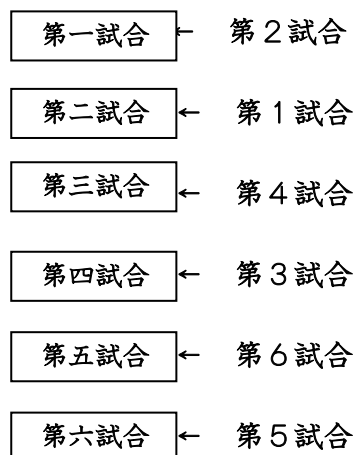 第一試合 ← 第２試合
第二試合 ← 第１試合
第三試合 ← 第４試合
第四試合 ← 第３試合
第五試合 ← 第６試合
第六試合 ← 第５試合